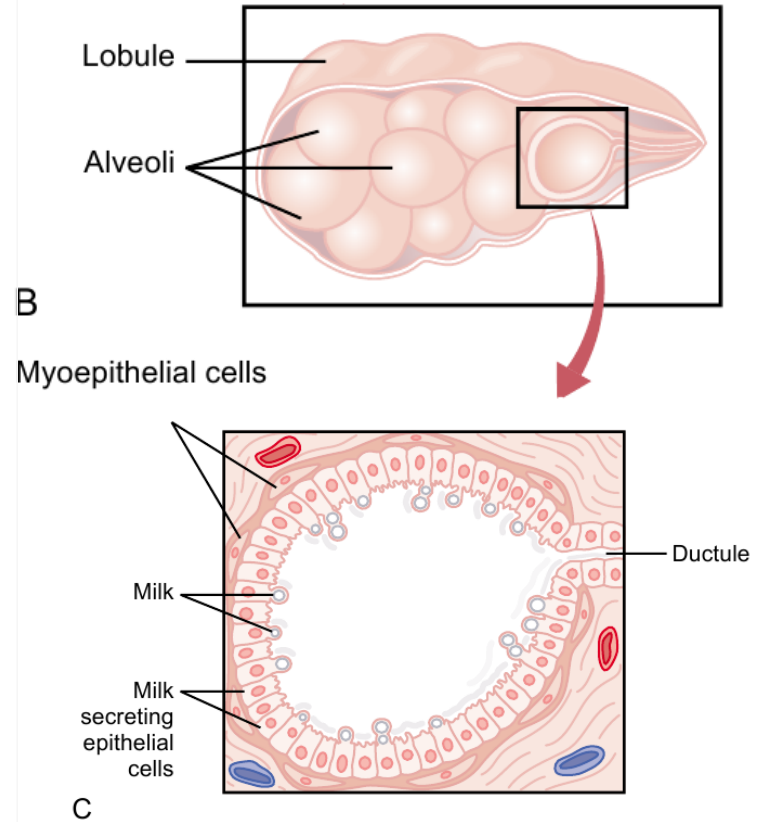 Lobule
Alveoli
B
Myoepithelial cells
Ductule
Milk
Milk
secreting
epithelial
cells
C